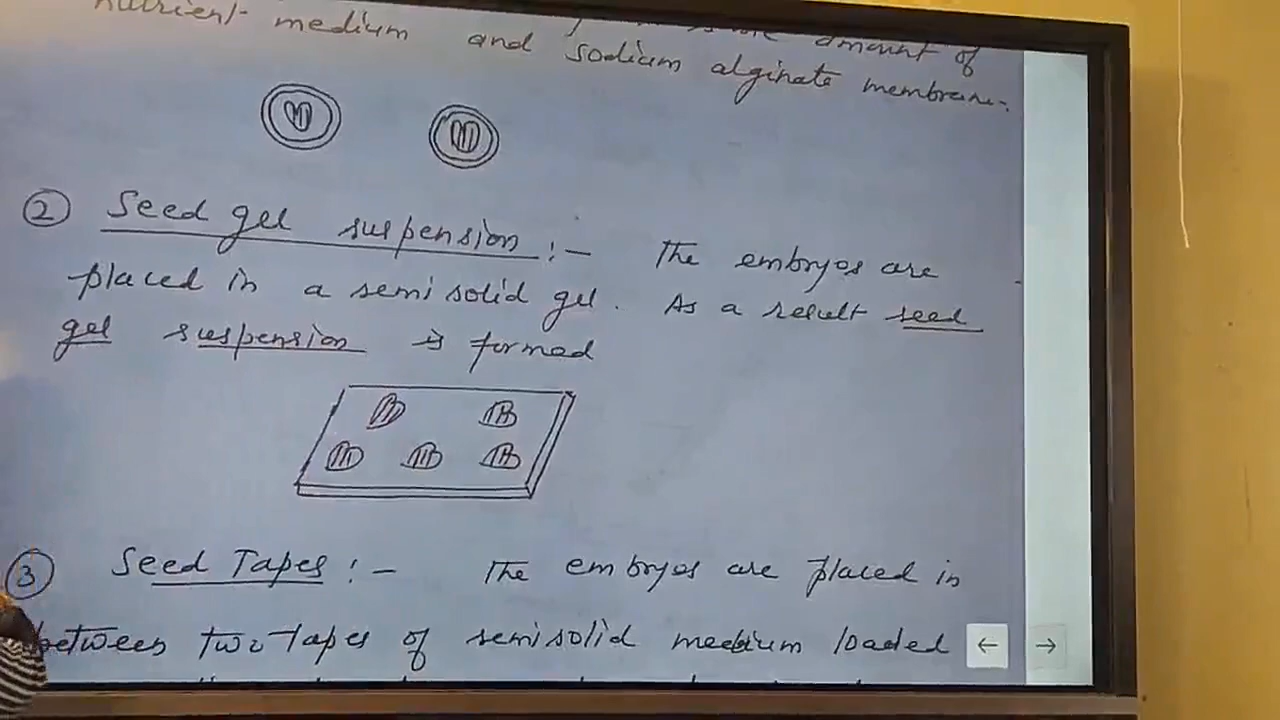 nutrient medium and sodium alginate membrane.
amount of
② Seed gel suspension :- The embryos are
placed in a semisolid gel. As a result seed
gel suspension is formed
③ Seed Tapes :- The embryos are placed in
between two tapes of semisolid medium loaded